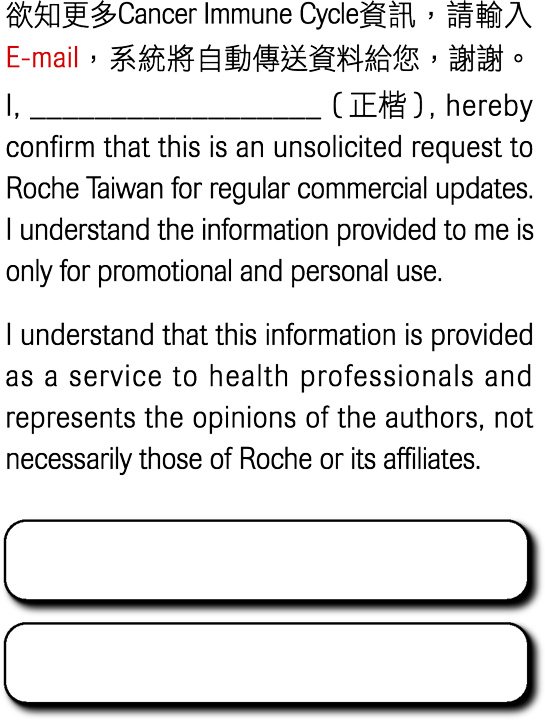 欲知更多Cancer Immune Cycle資訊，請輸入
E-mail，系統將自動傳送資料給您，謝謝。
I, ____________________（正楷）, hereby
confirm that this is an unsolicited request to
Roche Taiwan for regular commercial updates.
I understand the information provided to me is
only for promotional and personal use.
I understand that this information is provided
as a service to health professionals and
represents the opinions of the authors, not
necessarily those of Roche or its affiliates.